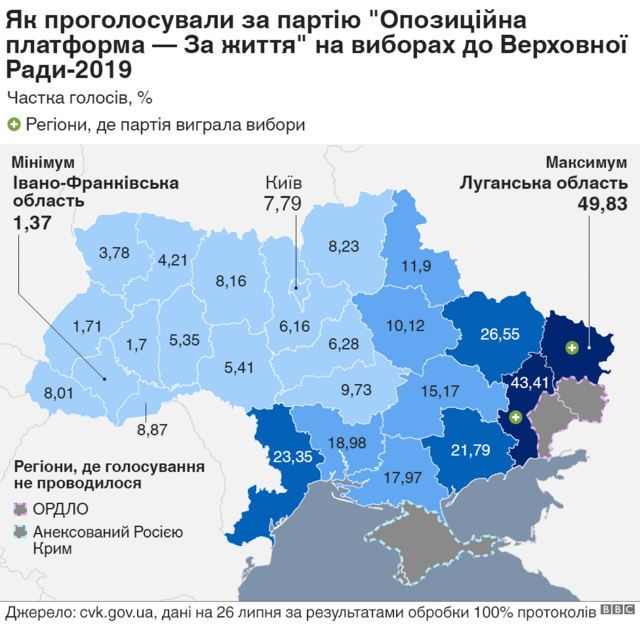 Як проголосували за партію "Опозиційна
платформа — За життя" на виборах до Верховної
Ради-2019
Частка голосів, %
Регіони, де партія виграла вибори
Мінімум
Івано-Франківська
область
1,37
Київ
7,79
Максимум
Луганська область
49,83
3,78
4,21
8,16
8,23
11,9
1,71
1,7
5,35
6,16
6,28
10,12
26,55
5,41
8,01
8,87
9,73
15,17
43,41
23,35
18,98
17,97
21,79
Регіони, де голосування
не проводилося
ОРДЛО
Анексований Росією
Крим
Джерело: cvk.gov.ua, дані на 26 липня за результатами обробки 100% протоколів
BBC